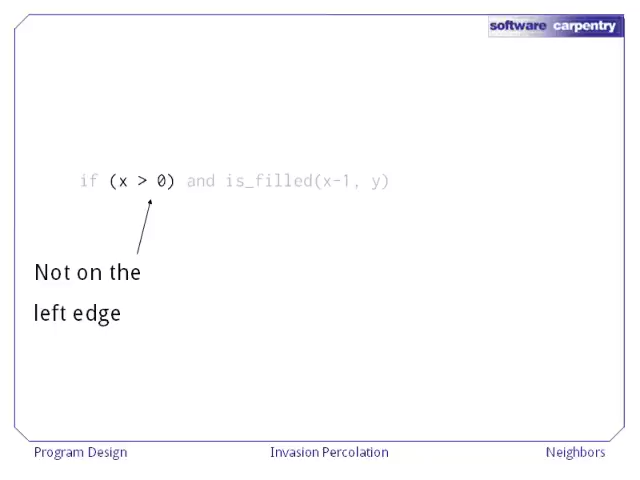 software carpentry
if (x > 0) and is_filled(x-1, y)
Not on the
left edge
Program Design
Invasion Percolation
Neighbors